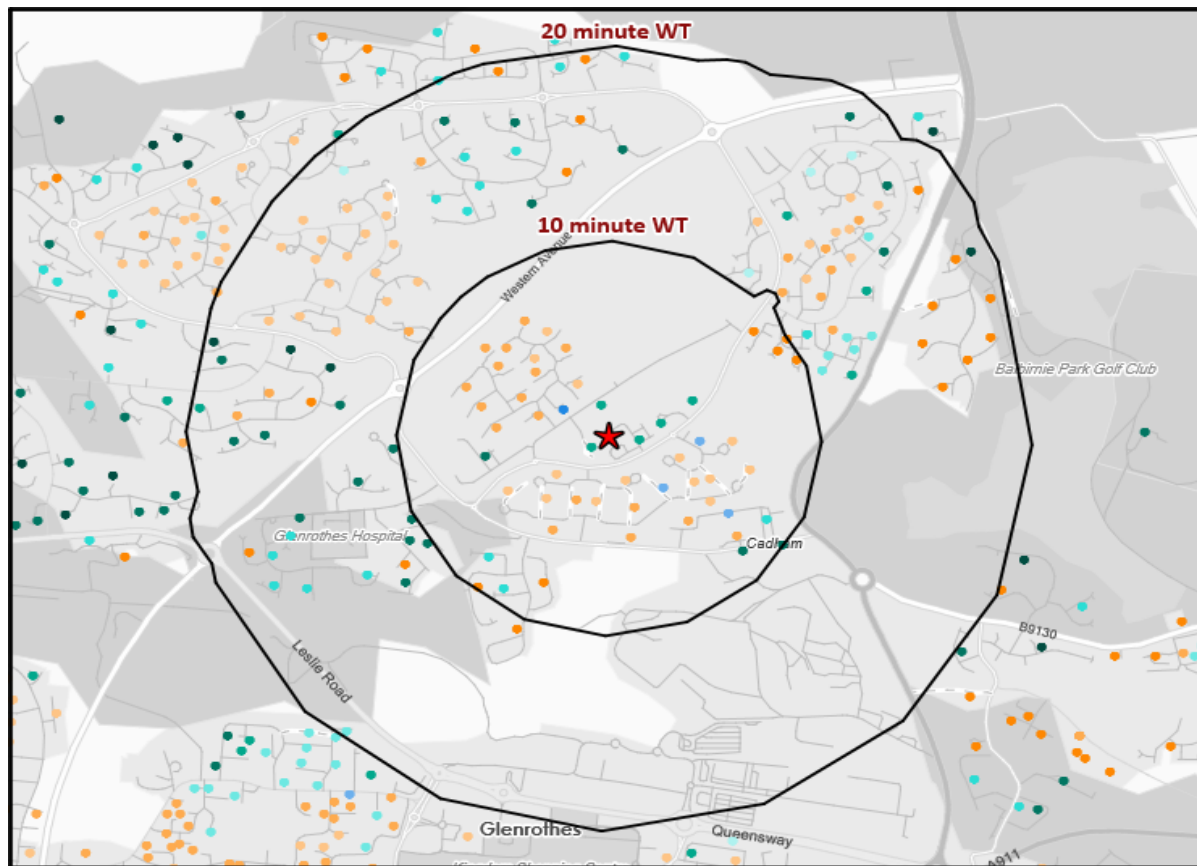 20 minute WT
10 minute WT
Western Avenue
Balbirnie Park Golf Club
Glenrothes Hospital
Cadham
B9130
Leslie Road
Glenrothes
Queensway
A911